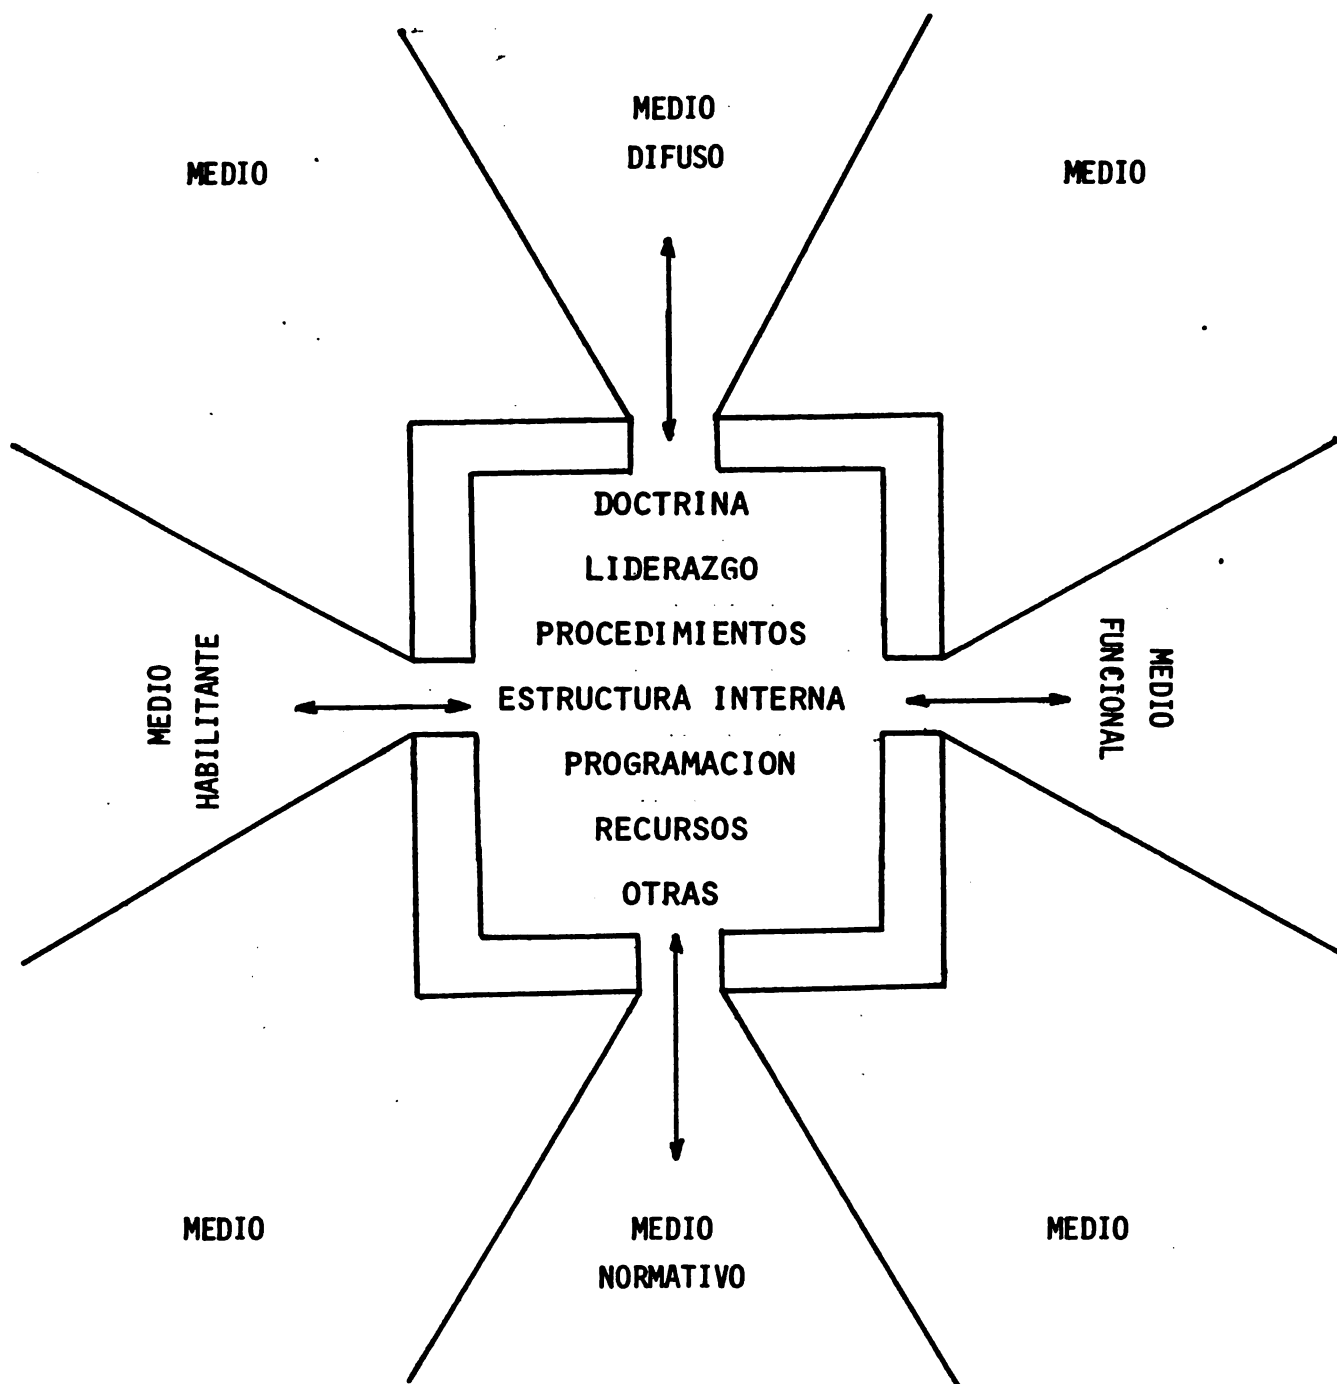 MEDIO
DIFUSO
MEDIO
MEDIO
DOCTRINA
LIDERAZGO
PROCEDIMIENTOS
ESTRUCTURA INTERNA
PROGRAMACION
RECURSOS
OTRAS
MEDIO
HABILITANTE
MEDIO
FUNCIONAL
MEDIO
MEDIO
NORMATIVO
MEDIO